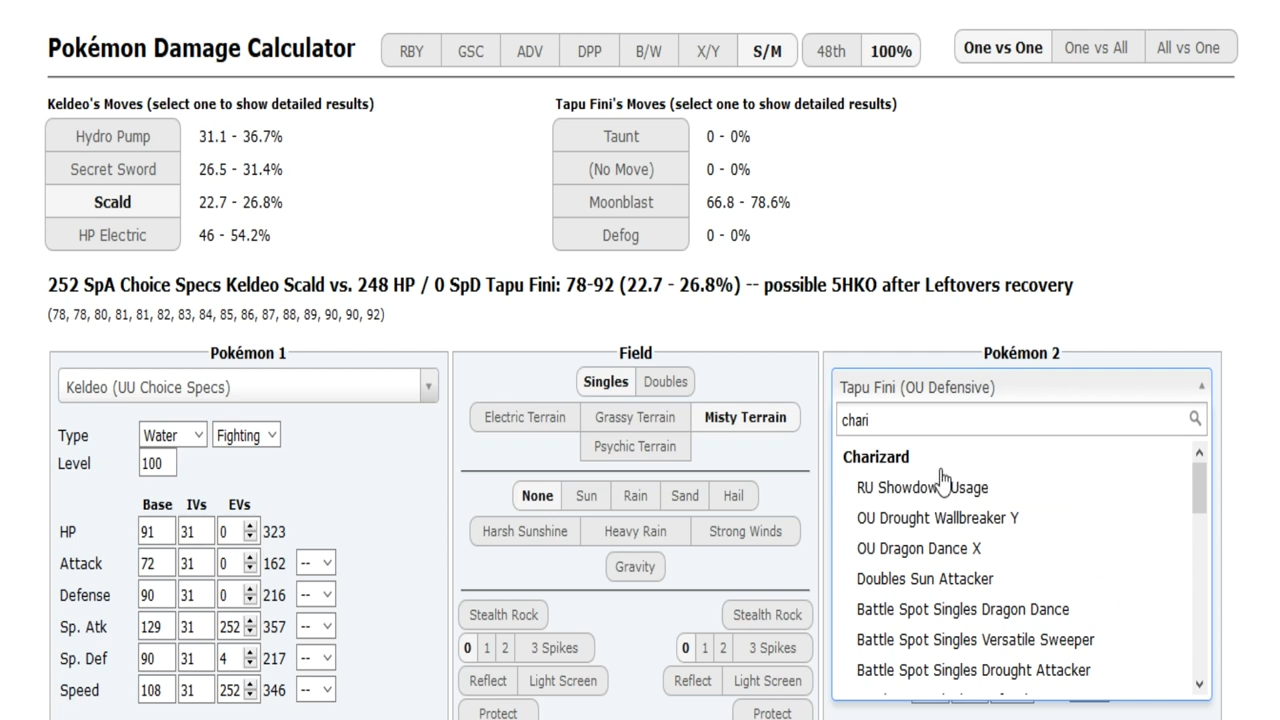 Pokémon Damage Calculator
RBY GSC ADV DPP B/W X/Y S/M 48th 100% One vs One One vs All All vs One
Keldeo's Moves (select one to show detailed results)
Hydro Pump 31.1 - 36.7%
Secret Sword 26.5 - 31.4%
Scald 22.7 - 26.8%
HP Electric 46 - 54.2%
Tapu Fini's Moves (select one to show detailed results)
Taunt 0 - 0%
(No Move) 0 - 0%
Moonblast 66.8 - 78.6%
Defog 0 - 0%
252 SpA Choice Specs Keldeo Scald vs. 248 HP / 0 SpD Tapu Fini: 78-92 (22.7 - 26.8%) -- possible 5HKO after Leftovers recovery
(78, 78, 80, 81, 81, 82, 83, 84, 85, 86, 87, 88, 89, 90, 90, 92)
Pokémon 1
Keldeo (UU Choice Specs)
Type Water Fighting
Level 100
Base IVs EVs
HP 91 31 0 323
Attack 72 31 0 162 --
Defense 90 31 0 216 --
Sp. Atk 129 31 252 357 --
Sp. Def 90 31 4 217 --
Speed 108 31 252 346 --
Field
Singles Doubles
Electric Terrain Grassy Terrain Misty Terrain
Psychic Terrain
None Sun Rain Sand Hail
Harsh Sunshine Heavy Rain Strong Winds
Gravity
Stealth Rock Stealth Rock
0 1 2 3 Spikes 0 1 2 3 Spikes
Reflect Light Screen Reflect Light Screen
Protect Protect
Pokémon 2
Tapu Fini (OU Defensive)
chari
Charizard
RU Showdown Usage
OU Drought Wallbreaker Y
OU Dragon Dance X
Doubles Sun Attacker
Battle Spot Singles Dragon Dance
Battle Spot Singles Versatile Sweeper
Battle Spot Singles Drought Attacker